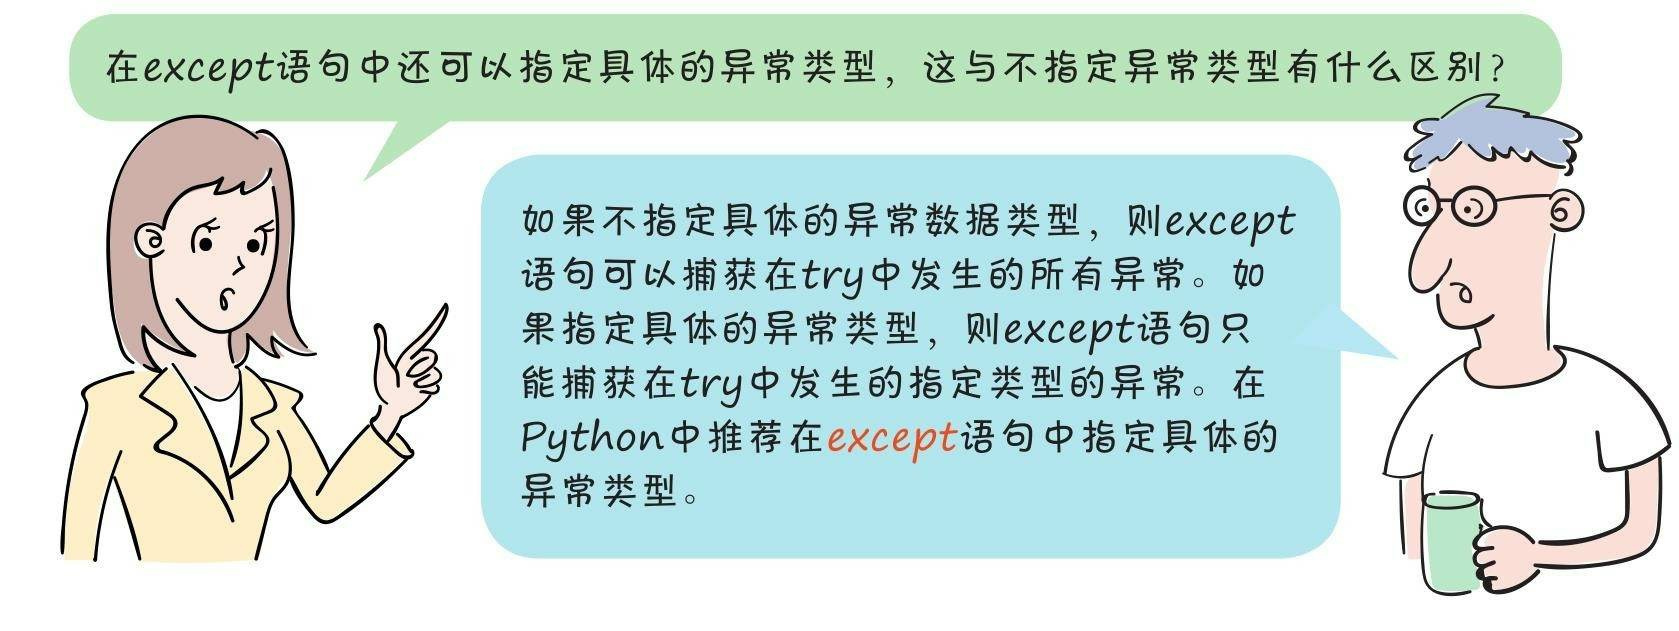 在except语句中还可以指定具体的异常类型，这与不指定异常类型有什么区别？
如果不指定具体的异常数据类型，则except
语句可以捕获在try中发生的所有异常。如
果指定具体的异常类型，则except语句只
能捕获在try中发生的指定类型的异常。在
Python中推荐在except语句中指定具体的
异常类型。